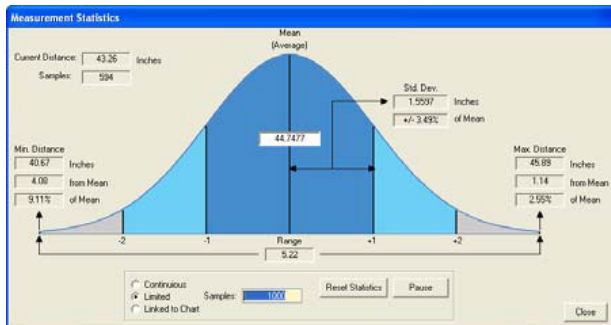 Measurement Statistics
Mean
(Average)
Current Distance: 43.26 Inches
Samples: 594
Std. Dev.
1.5597 Inches
+/- 3.49% of Mean
44.7477
Min. Distance
40.67 Inches
4.08 from Mean
9.11% of Mean
Max. Distance
45.89 Inches
1.14 from Mean
2.55% of Mean
-2 -1 Range +1 +2
5.22
Continuious
Limited
Linked to Chart
Samples: 1000
Reset Statistics
Pause
Close